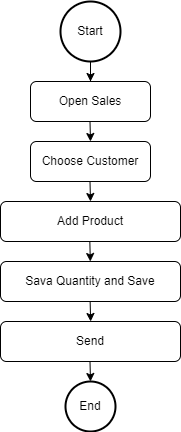 Start
Open Sales
Choose Customer
Add Product
Sava Quantity and Save
Send
End